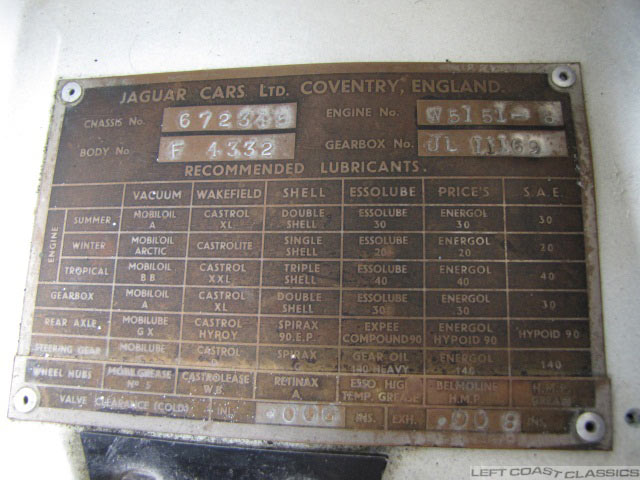 JAGUAR CARS LTD. COVENTRY, ENGLAND.
CHASSIS No. ENGINE No.
BODY No. F 4332 GEARBOX No.
RECOMMENDED LUBRICANTS.
VACUUM WAKEFIELD SHELL ESSOLUBE PRICE'S S.A.E.
ENGINE SUMMER MOBILOIL A CASTROL XL DOUBLE SHELL ESSOLUBE 30 ENERGOL 30 30
WINTER MOBILOIL ARCTIC CASTROLITE SINGLE SHELL ESSOLUBE 20 ENERGOL 20 20
TROPICAL MOBILOIL BB CASTROL XXL TRIPLE SHELL ESSOLUBE 40 ENERGOL 40 40
GEARBOX MOBILOIL A CASTROL XL DOUBLE SHELL ESSOLUBE 30 ENERGOL 30 30
REAR AXLE MOBILUBE GX CASTROL HYPOY SPIRAX 90.E.P. EXPEE COMPOUND 90 ENERGOL HYPOID 90 HYPOID 90
STEERING GEAR MOBILUBE C CASTROL D SPIRAX C GEAR OIL 140 HEAVY ENERGOL 140 140
WHEEL HUBS MOBILGREASE No 5 CASTROLEASE W.B. RETINAX A ESSO HIG TEMP. GREASE BELMOLINE H.M.P. H.M.P. GREASE
VALVE CLEARANCE (COLD) IN. INS. EXH. .008 INS.
LEFT COAST CLASSICS